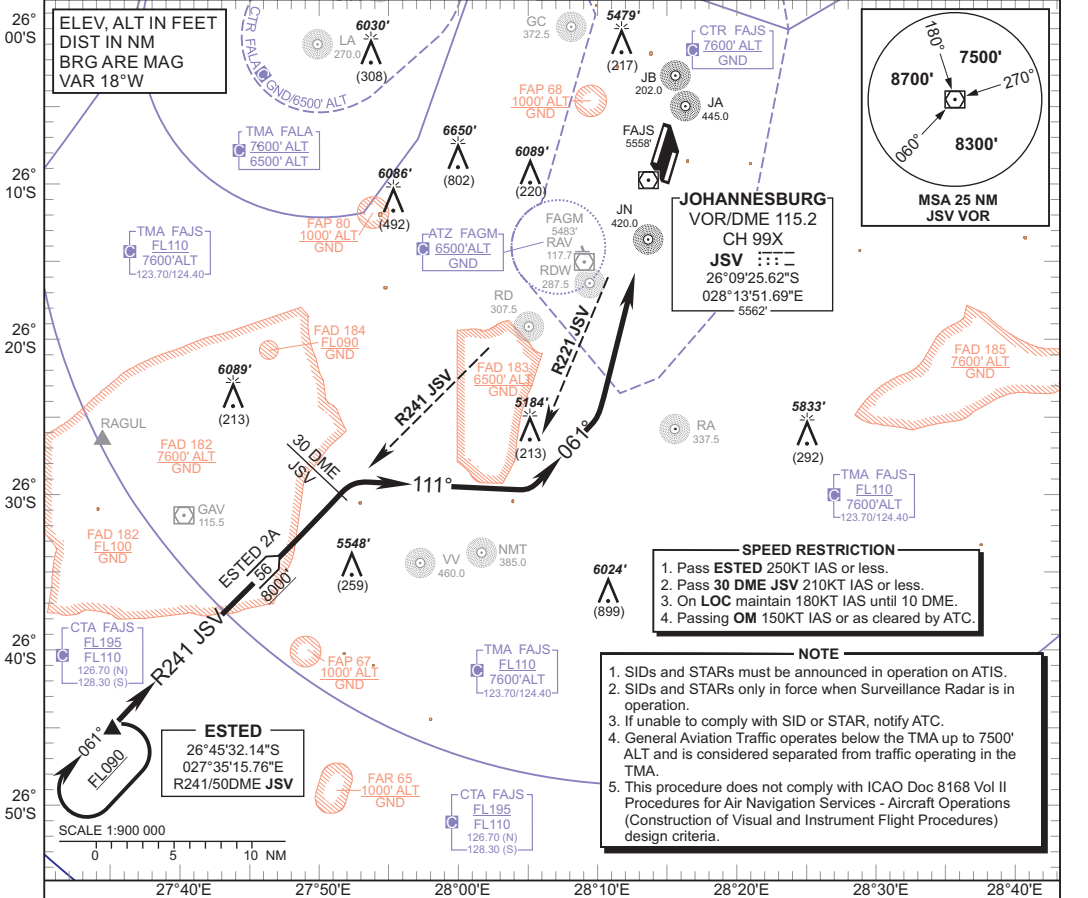 ELEV, ALT IN FEET
DIST IN NM
BRG ARE MAG
VAR 18°W
26°
00'S
26°
10'S
26°
20'S
26°
30'S
26°
40'S
26°
50'S
CTR FALA
C GND/6500' ALT
LA
270.0
6030'
(308)
GC
372.5
5479'
(217)
C
CTR FAJS
7600' ALT
GND
JB
202.0
JA
445.0
FAP 68
1000' ALT
GND
FAJS
5558'
180°
7500'
8700'
270°
060°
8300'
MSA 25 NM
JSV VOR
C
TMA FALA
7600' ALT
6500' ALT
6650'
(802)
6089'
(220)
6086'
(492)
FAP 80
1000' ALT
GND
C
TMA FAJS
FL110
7600'ALT
123.70/124.40
C
ATZ FAGM
6500'ALT
GND
FAGM
5483'
RAV
117.7
RDW
287.5
JN
420.0
JOHANNESBURG
VOR/DME 115.2
CH 99X
JSV
26°09'25.62"S
028°13'51.69"E
5562'
RD
307.5
R221 JSV
R241 JSV
FAD 184
FL090
GND
6089'
(213)
RAGUL
FAD 182
7600' ALT
GND
FAD 183
6500' ALT
GND
5184'
(213)
FAD 185
7600' ALT
GND
RA
337.5
5833'
(292)
30 DME
JSV
111°
061°
C
TMA FAJS
FL110
7600'ALT
123.70/124.40
GAV
115.5
FAD 182
FL100
GND
ESTED 2A
56
8000'
5548'
(259)
VV
460.0
NMT
385.0
6024'
(899)
SPEED RESTRICTION
1. Pass ESTED 250KT IAS or less.
2. Pass 30 DME JSV 210KT IAS or less.
3. On LOC maintain 180KT IAS until 10 DME.
4. Passing OM 150KT IAS or as cleared by ATC.
C
CTA FAJS
FL195
FL110
126.70 (N)
128.30 (S)
R241 JSV
FAP 67
1000' ALT
GND
C
TMA FAJS
FL110
7600'ALT
123.70/124.40
NOTE
1. SIDs and STARs must be announced in operation on ATIS.
2. SIDs and STARs only in force when Surveillance Radar is in
operation.
3. If unable to comply with SID or STAR, notify ATC.
4. General Aviation Traffic operates below the TMA up to 7500'
ALT and is considered separated from traffic operating in the
TMA.
5. This procedure does not comply with ICAO Doc 8168 Vol II
Procedures for Air Navigation Services - Aircraft Operations
(Construction of Visual and Instrument Flight Procedures)
design criteria.
061°
FL090
ESTED
26°45'32.14"S
027°35'15.76"E
R241/50DME JSV
FAR 65
1000' ALT
GND
C
CTA FAJS
FL195
FL110
126.70 (N)
128.30 (S)
SCALE 1:900 000
0 5 10 NM
27°40'E 27°50'E 28°00'E 28°10'E 28°20'E 28°30'E 28°40'E